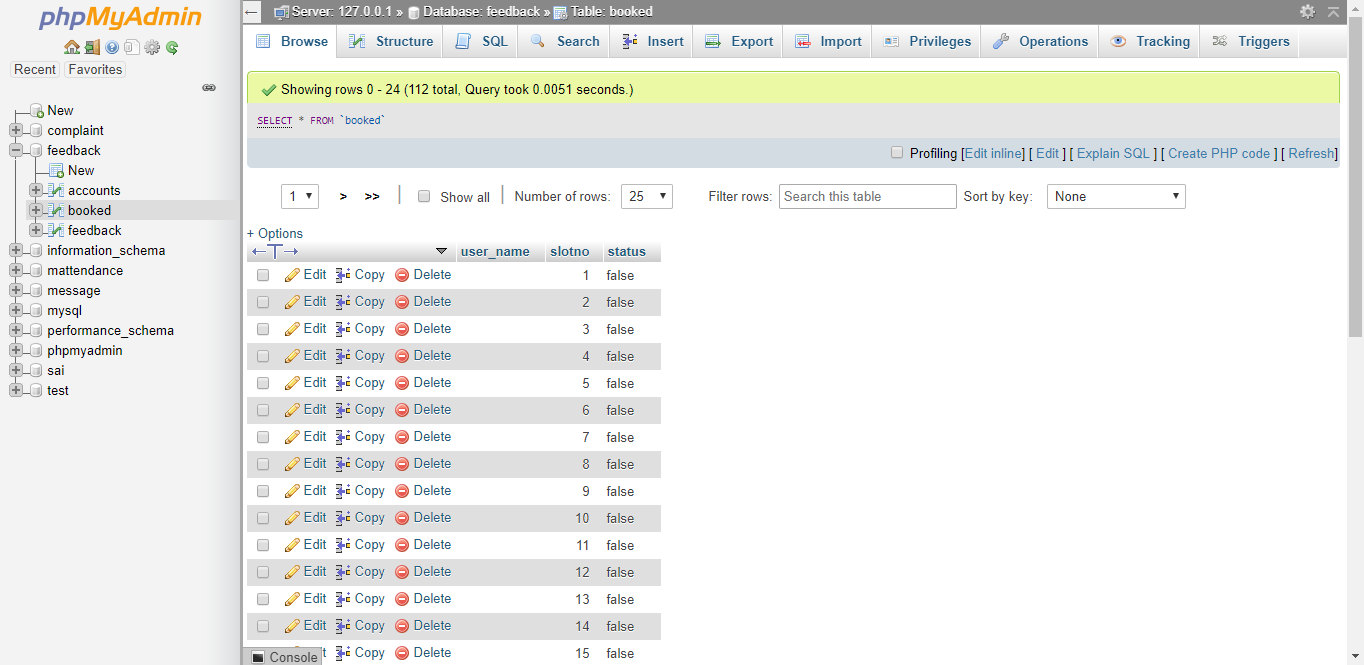 phpMyAdmin
Recent Favorites
New
complaint
feedback
New
accounts
booked
feedback
information_schema
mattendance
message
mysql
performance_schema
phpmyadmin
sai
test
Server: 127.0.0.1 » Database: feedback » Table: booked
Browse Structure SQL Search Insert Export Import Privileges Operations Tracking Triggers
Showing rows 0 - 24 (112 total, Query took 0.0051 seconds.)
SELECT * FROM `booked`
Profiling [Edit inline] [ Edit ] [ Explain SQL ] [ Create PHP code ] [ Refresh]
1 > >> | Show all | Number of rows: 25 Filter rows: Search this table Sort by key: None
+ Options
←T→ user_name slotno status
Edit Copy Delete 1 false
Edit Copy Delete 2 false
Edit Copy Delete 3 false
Edit Copy Delete 4 false
Edit Copy Delete 5 false
Edit Copy Delete 6 false
Edit Copy Delete 7 false
Edit Copy Delete 8 false
Edit Copy Delete 9 false
Edit Copy Delete 10 false
Edit Copy Delete 11 false
Edit Copy Delete 12 false
Edit Copy Delete 13 false
Edit Copy Delete 14 false
Copy Delete 15 false
Console